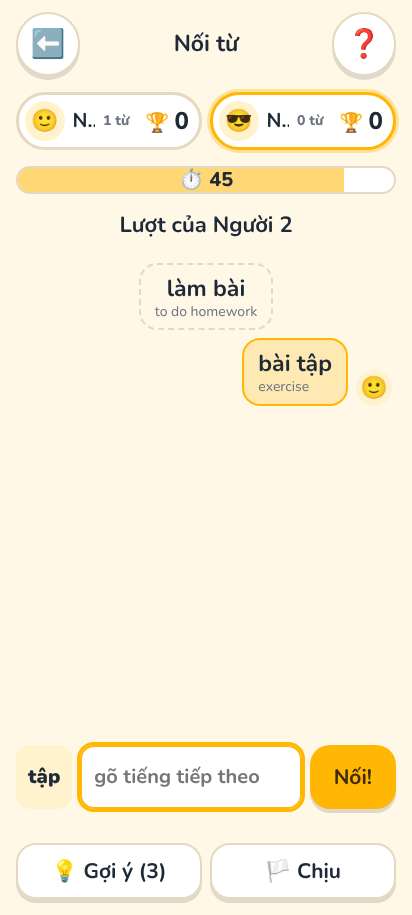 Nối từ
N.. 1 từ 0
N.. 0 từ 0
45
Lượt của Người 2
làm bài
to do homework
bài tập
exercise
tập
gõ tiếng tiếp theo
Nối!
Gợi ý (3)
Chịu